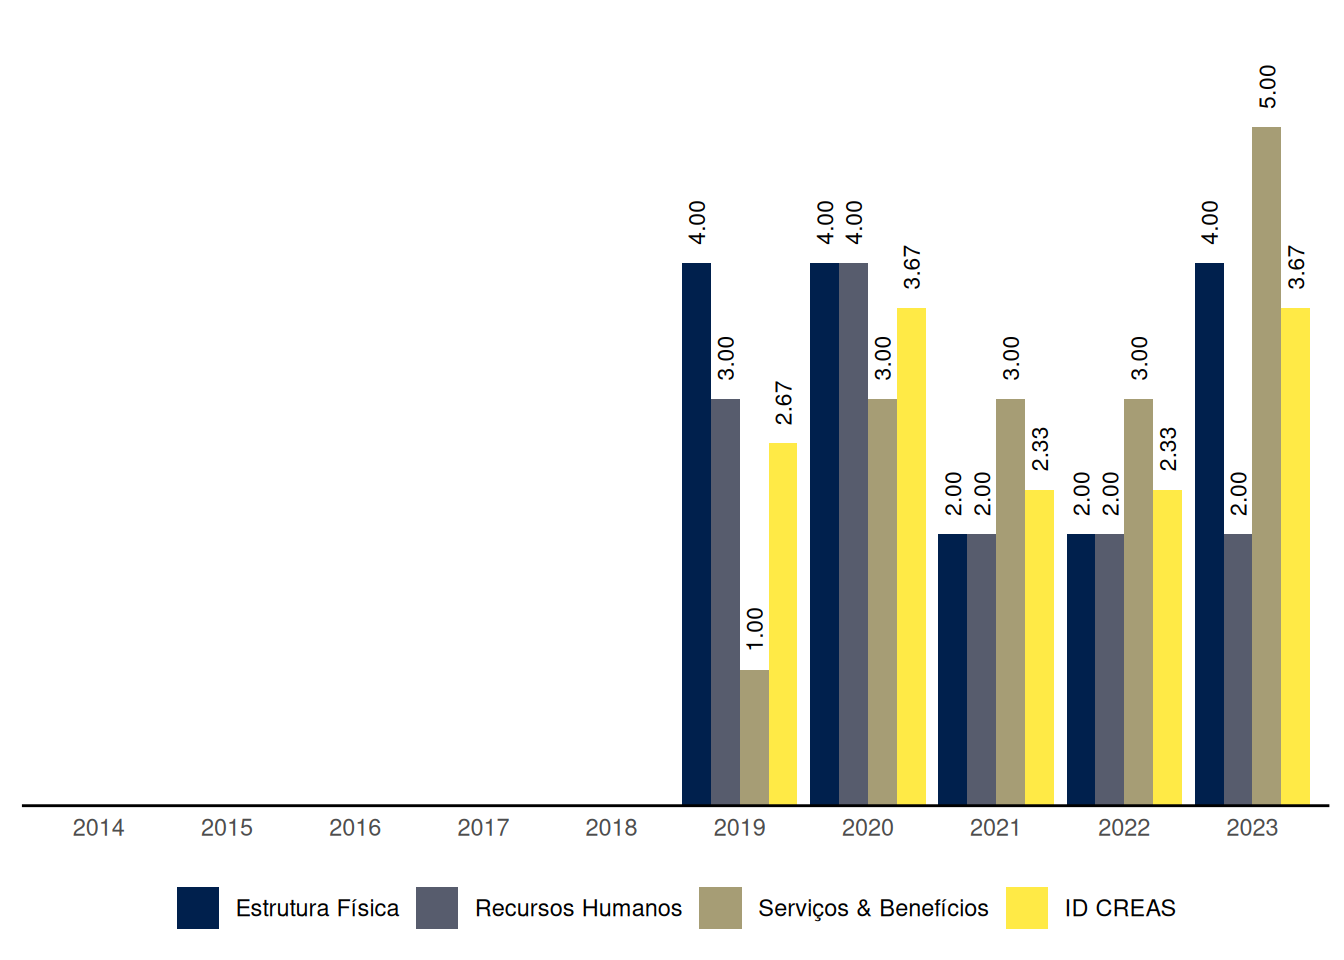 4.00 3.00 1.00 2.67 4.00 4.00 3.00 3.67 2.00 2.00 3.00 2.33 2.00 2.00 3.00 2.33 4.00 2.00 5.00 3.67
2014 2015 2016 2017 2018 2019 2020 2021 2022 2023
Estrutura Física Recursos Humanos Serviços & Benefícios ID CREAS